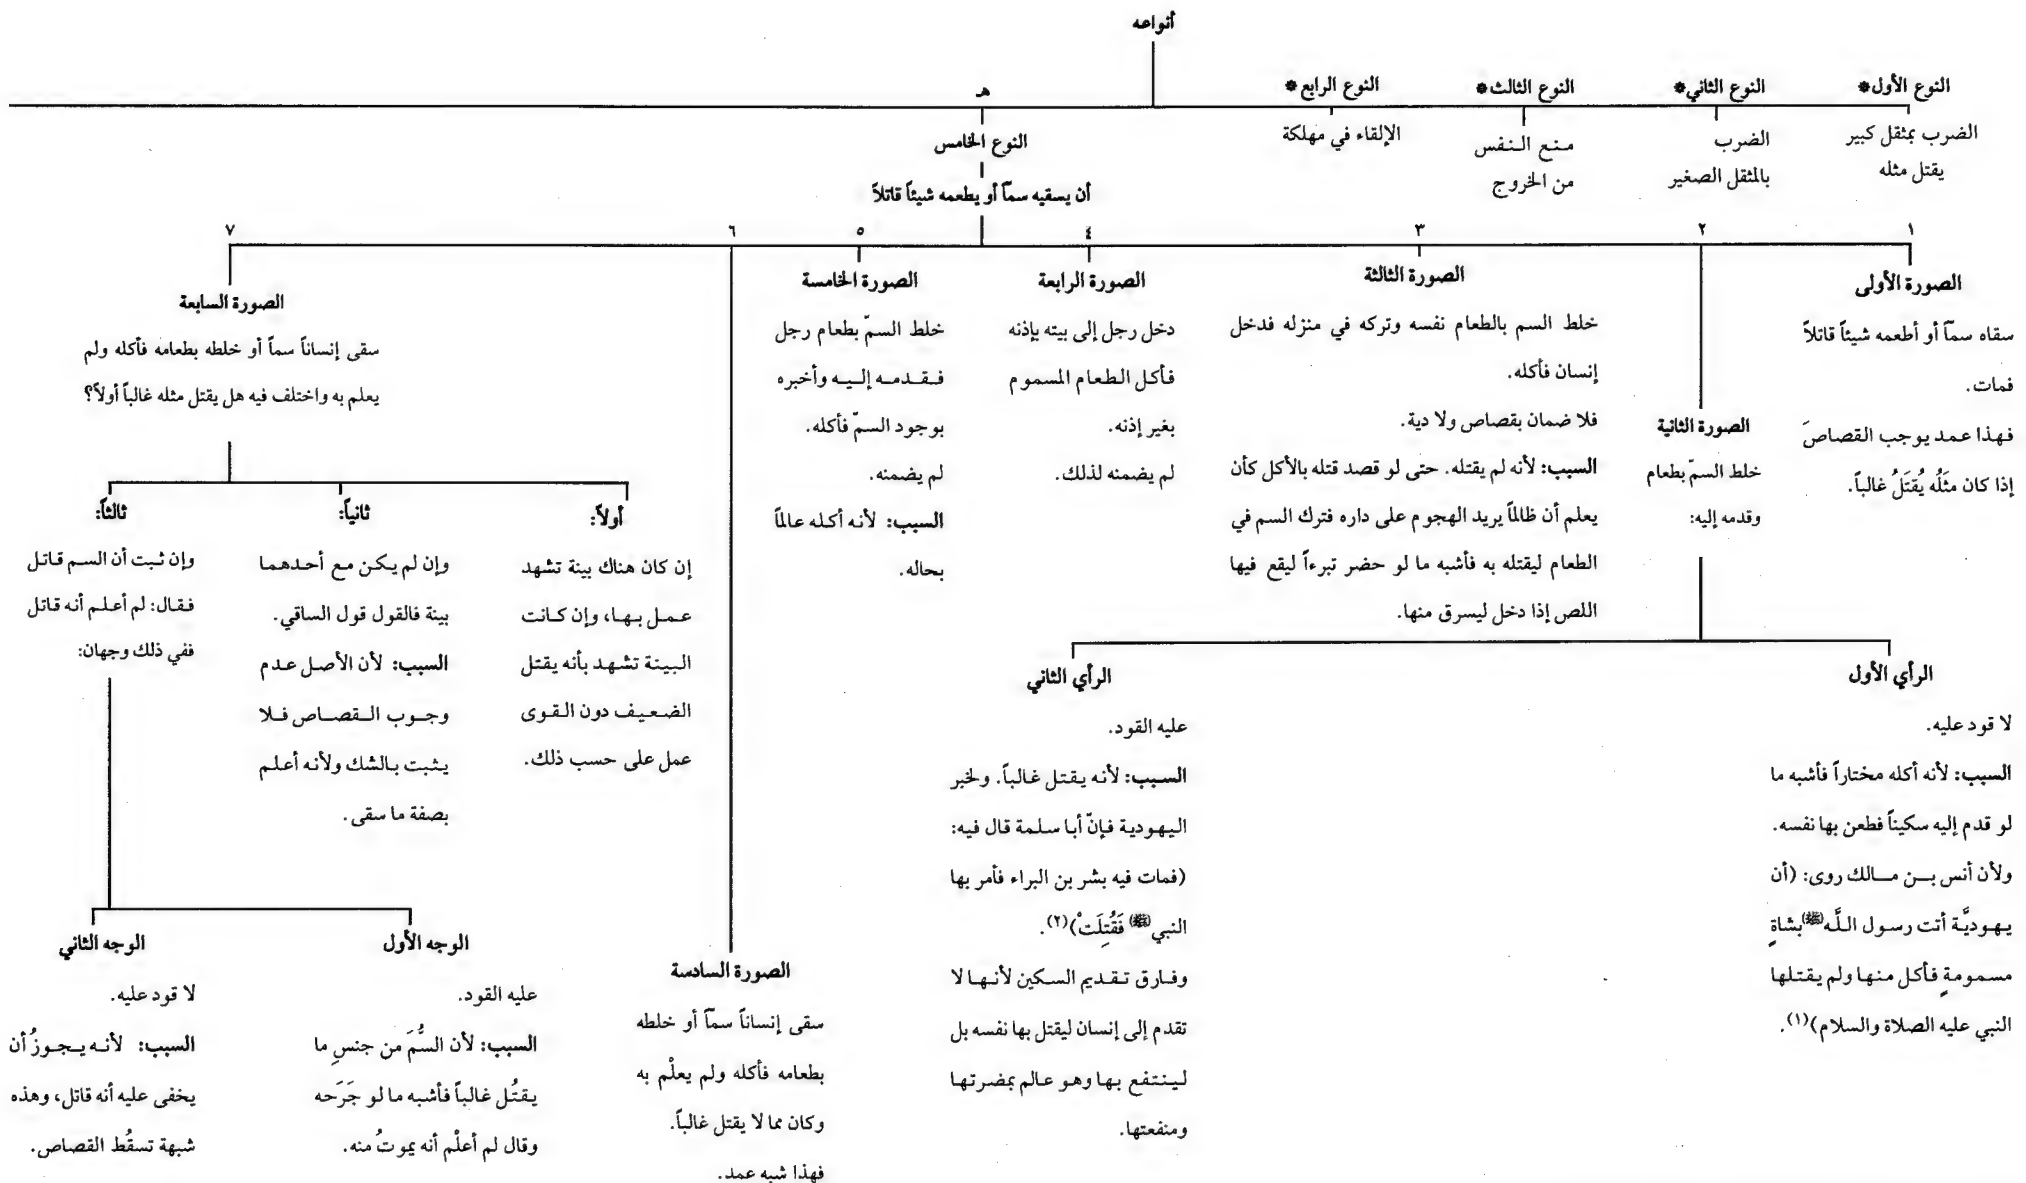 أنواعه
النوع الأول*
الضرب بمثقل كبير
يقتل مثله
النوع الثاني*
الضرب
بالمثقل الصغير
النوع الثالث*
منع النفس
من الخروج
النوع الرابع*
الإلقاء في مهلكة
هـ
النوع الخامس
أن يسقيه سماً أو يطعمه شيئاً قاتلاً
١
الصورة الأولى
سقاه سماً أو أطعمه شيئاً قاتلاً
فمات.
فهذا عمد يوجب القصاصَ
إذا كان مثلُه يُقتَلُ غالباً.
٢
الصورة الثانية
خلط السمّ بطعام
وقدمه إليه:
الرأي الأول
لا قود عليه.
السبب: لأنه أكله مختاراً فأشبه ما
لو قدم إليه سكيناً فطعن بها نفسه.
ولأن أنس بن مالك روى: (أن
يهوديَّة أتت رسول اللَّه(ﷺ) بشاةٍ
مسمومةٍ فأكل منها ولم يقتلها
النبي عليه الصلاة والسلام)(١).
الرأي الثاني
عليه القود.
السبب: لأنه يقتل غالباً. ولخبر
اليهودية فإنّ أبا سلمة قال فيه:
(فمات فيه بشر بن البراء فأمر بها
النبي(ﷺ) فَقُتِلَتْ)(٢).
وفارق تقديم السكين لأنها لا
تقدم إلى إنسان ليقتل بها نفسه بل
لينتفع بها وهو عالم بمضرتها
ومنفعتها.
٣
الصورة الثالثة
خلط السم بالطعام نفسه وتركه في منزله فدخل
إنسان فأكله.
فلا ضمان بقصاص ولا دية.
السبب: لأنه لم يقتله. حتى لو قصد قتله بالأكل كأن
يعلم أن ظالماً يريد الهجوم على داره فترك السم في
الطعام ليقتله به فأشبه ما لو حضر تبرءاً ليقع فيها
اللص إذا دخل ليسرق منها.
٤
الصورة الرابعة
دخل رجل إلى بيته بإذنه
فأكل الطعام المسموم
بغير إذنه.
لم يضمنه لذلك.
٥
الصورة الخامسة
خلط السمّ بطعام رجل
فقدمه إليه وأخبره
بوجود السمّ فأكله.
لم يضمنه.
السبب: لأنه أكله عالماً
بحاله.
٦
الصورة السادسة
سقى إنساناً سماً أو خلطه
بطعامه فأكله ولم يعلْم به
وكان مما لا يقتل غالباً.
فهذا شبه عمد.
٧
الصورة السابعة
سقى إنساناً سماً أو خلطه بطعامه فأكله ولم
يعلم به واختلف فيه هل يقتل مثله غالباً أولاً؟
أولاً:
إن كان هناك بينة تشهد
عمل بها، وإن كانت
البينة تشهد بأنه يقتل
الضعيف دون القوى
عمل على حسب ذلك.
ثانياً:
وإن لم يكن مع أحدهما
بينة فالقول قول الساقي.
السبب: لأن الأصل عدم
وجوب القصاص فلا
يثبت بالشك ولأنه أعلم
بصفة ما سقى.
ثالثاً:
وإن ثبت أن السم قاتل
فقال: لم أعلم أنه قاتل
ففي ذلك وجهان:
الوجه الأول
عليه القود.
السبب: لأن السُّمَ من جنسِ ما
يقتُل غالباً فأشبه ما لو جَرَحه
وقال لم أعلْم أنه يموتُ منه.
الوجه الثاني
لا قود عليه.
السبب: لأنه يجوزُ أن
يخفى عليه أنه قاتل، وهذه
شبهة تسقُط القصاص.